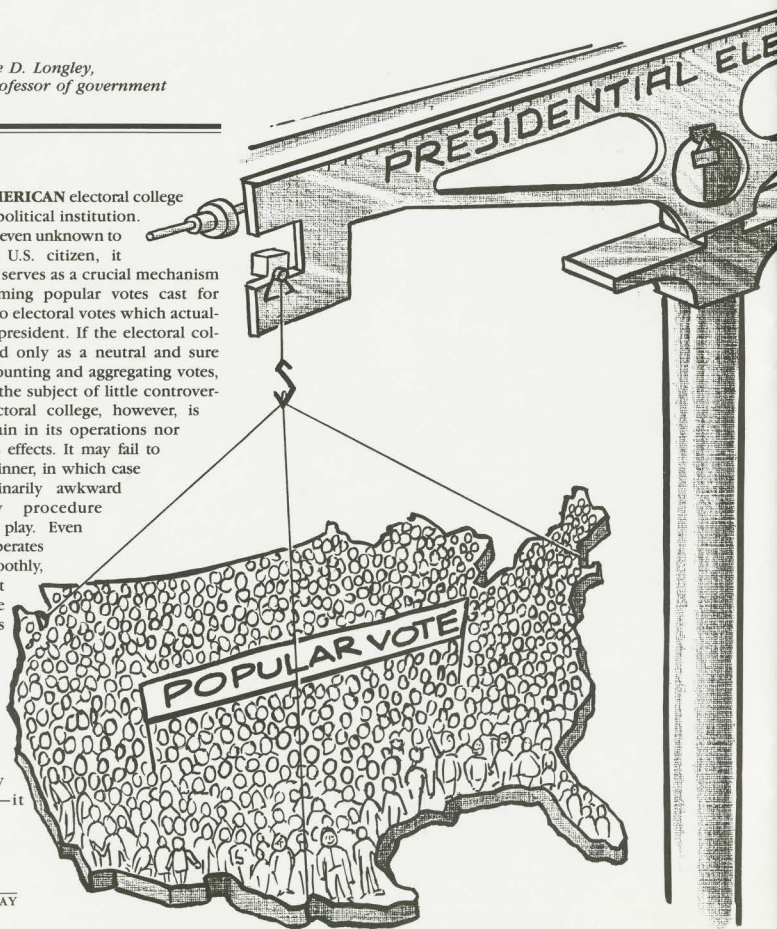 e D. Longley,
ofessor of government
MERICAN electoral college
political institution.
even unknown to
U.S. citizen, it
serves as a crucial mechanism
ming popular votes cast for
o electoral votes which actual-
president. If the electoral col-
d only as a neutral and sure
ounting and aggregating votes,
the subject of little controver-
ctoral college, however, is
in in its operations nor
effects. It may fail to
inner, in which case
inarily awkward
y procedure
play. Even
perates
oothly,
t
e
s
y
—it
AY
PRESIDENTIAL ELE
POPULAR VOTE